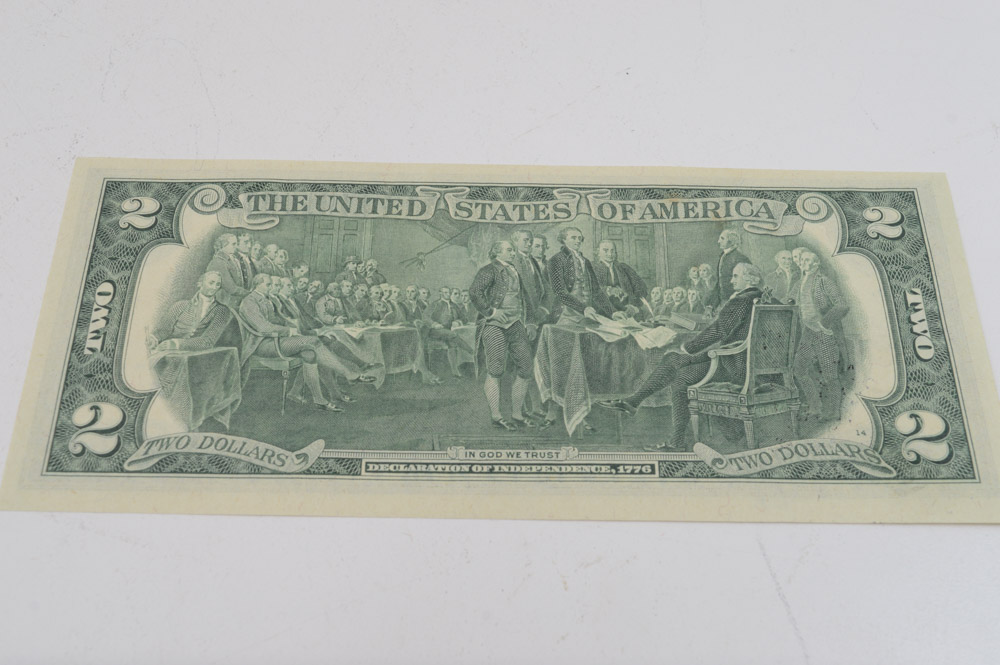 2 THE UNITED STATES OF AMERICA 2
TWO TWO
2 2
TWO DOLLARS TWO DOLLARS
14
IN GOD WE TRUST
DECLARATION OF INDEPENDENCE, 1776